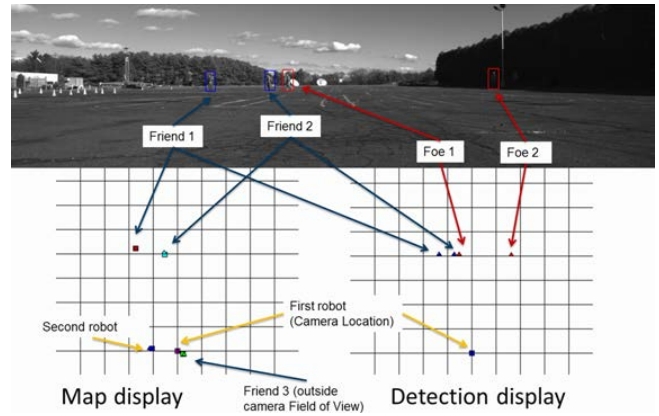 Friend 1
Friend 2
Foe 1
Foe 2
First robot
(Camera Location)
Second robot
Friend 3 (outside
camera Field of View)
Map display
Detection display